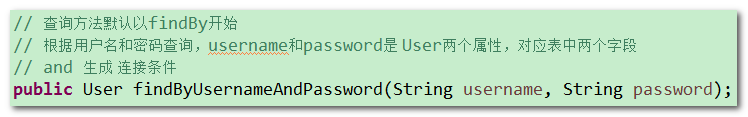 // 查询方法默认以findBy开始
// 根据用户名和密码查询，username和password是 User两个属性，对应表中两个字段
// and 生成 连接条件
public User findByUsernameAndPassword(String username, String password);